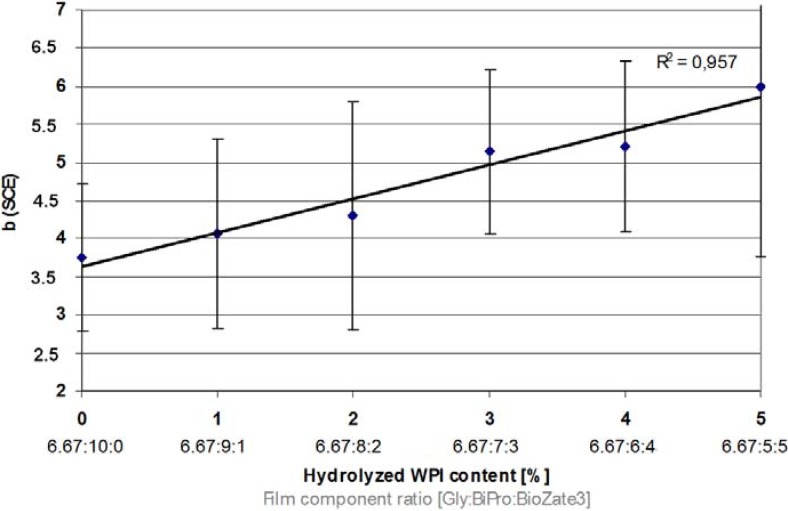 7
6.5
6
5.5
5
4.5
4
3.5
3
2.5
2
b (SCE)
R² = 0,957
0 1 2 3 4 5
6.67:10:0 6.67:9:1 6.67:8:2 6.67:7:3 6.67:6:4 6.67:5:5
Hydrolyzed WPI content [%]
Film component ratio [Gly:BiPro:BioZate3]